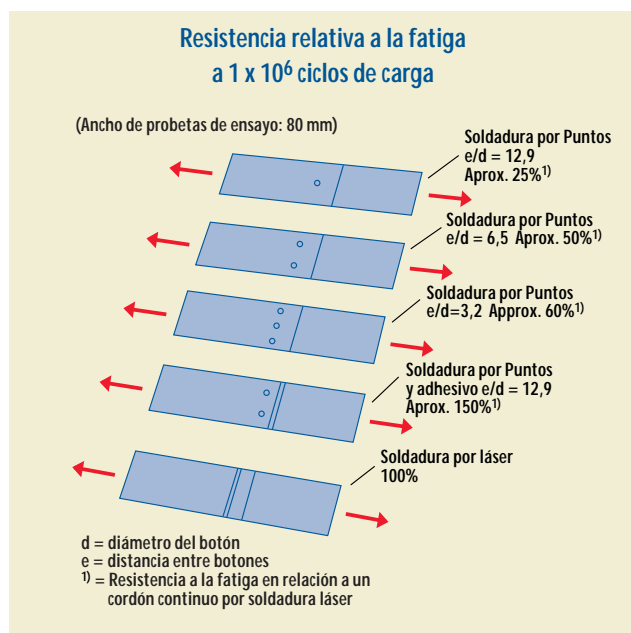 Resistencia relativa a la fatiga
a 1 x 10⁶ ciclos de carga
(Ancho de probetas de ensayo: 80 mm)
Soldadura por Puntos
e/d = 12,9
Aprox. 25%¹⁾
Soldadura por Puntos
e/d = 6,5 Aprox. 50%¹⁾
Soldadura por Puntos
e/d=3,2 Approx. 60%¹⁾
Soldadura por Puntos
y adhesivo e/d = 12,9
Aprox. 150%¹⁾
Soldadura por láser
100%
d = diámetro del botón
e = distancia entre botones
¹⁾ = Resistencia a la fatiga en relación a un
cordón continuo por soldadura láser